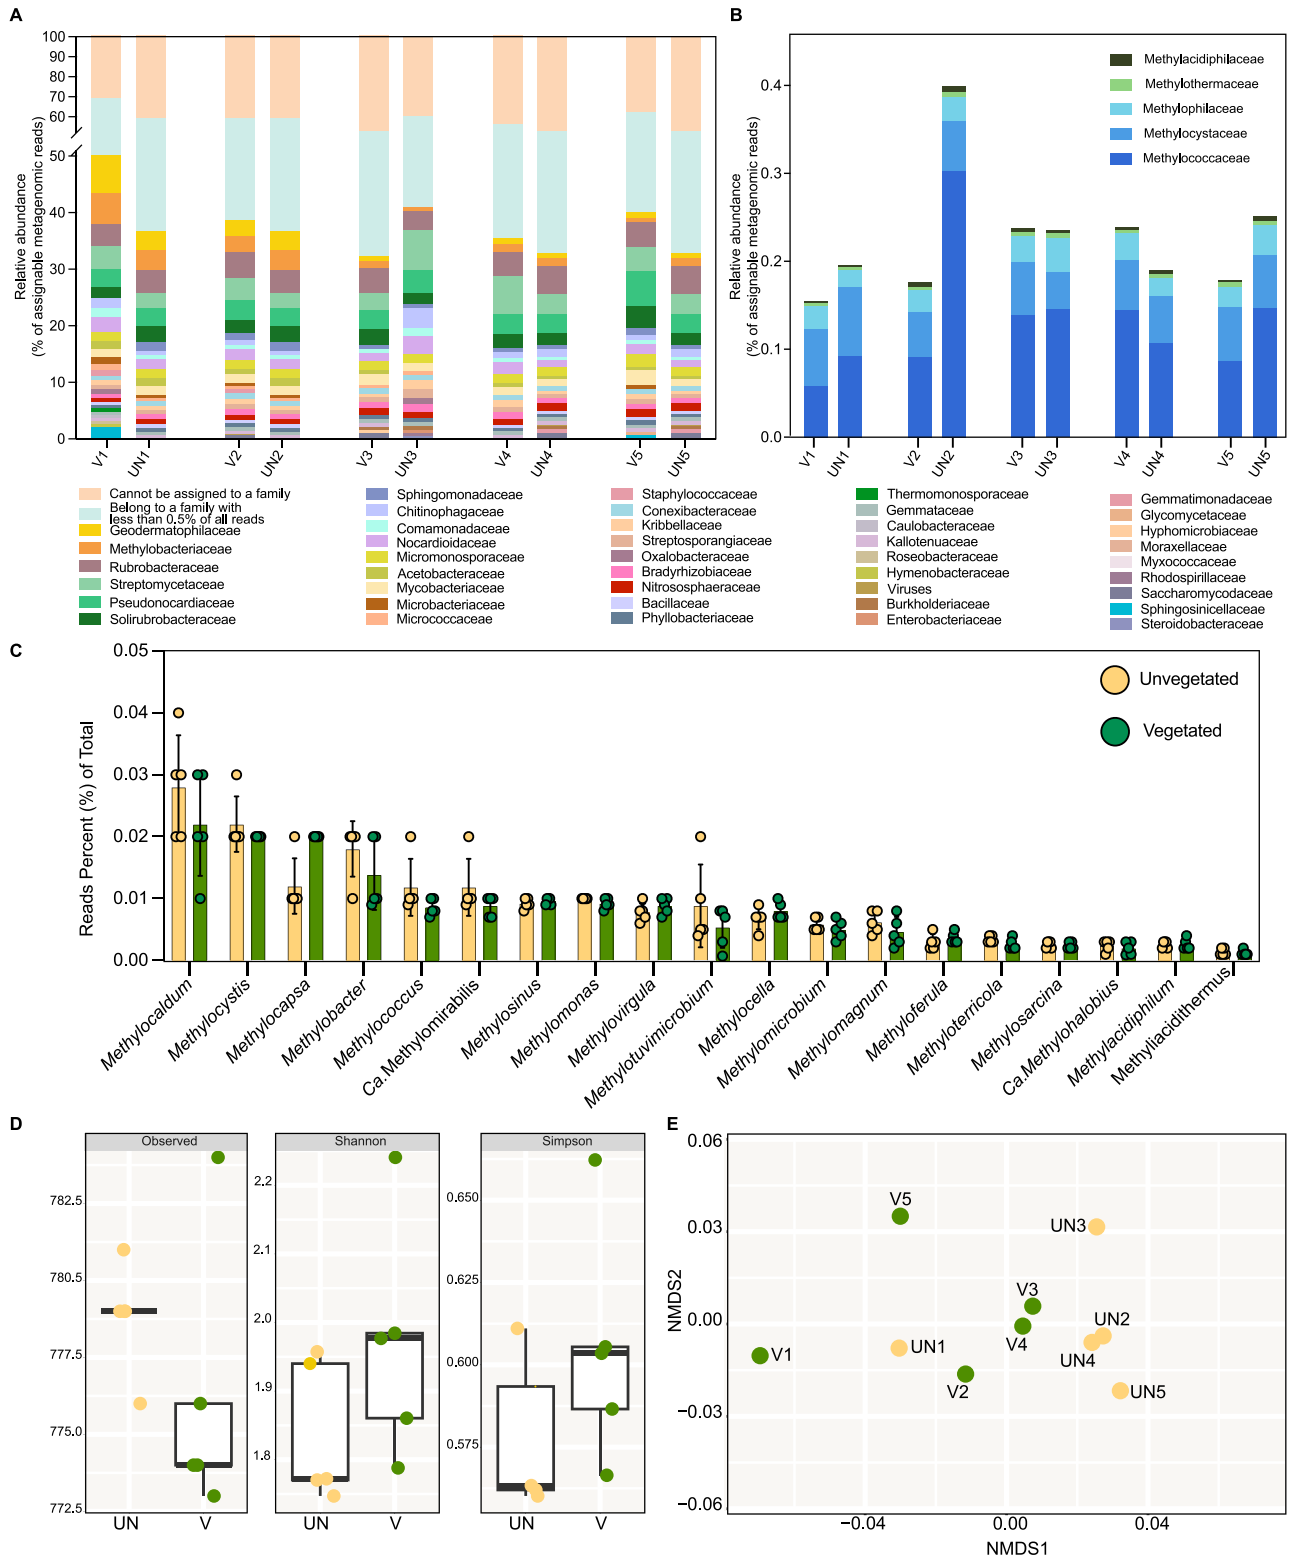 A
Relative abundance
(% of assignable metagenomic reads)
100
90
80
70
60
50
40
30
20
10
0
V1
UN1
V2
UN2
V3
UN3
V4
UN4
V5
UN5
Cannot be assigned to a family
Belong to a family with
less than 0.5% of all reads
Geodermatophilaceae
Methylobacteriaceae
Rubrobacteraceae
Streptomycetaceae
Pseudonocardiaceae
Solirubrobacteraceae
Sphingomonadaceae
Chitinophagaceae
Comamonadaceae
Nocardioidaceae
Micromonosporaceae
Acetobacteraceae
Mycobacteriaceae
Microbacteriaceae
Micrococcaceae
Staphylococcaceae
Conexibacteraceae
Kribbellaceae
Streptosporangiaceae
Oxalobacteraceae
Bradyrhizobiaceae
Nitrososphaeraceae
Bacillaceae
Phyllobacteriaceae
Thermomonosporaceae
Gemmataceae
Caulobacteraceae
Kallotenuaceae
Roseobacteraceae
Hymenobacteraceae
Viruses
Burkholderiaceae
Enterobacteriaceae
Gemmatimonadaceae
Glycomycetaceae
Hyphomicrobiaceae
Moraxellaceae
Myxococcaceae
Rhodospirillaceae
Saccharomycodaceae
Sphingosinicellaceae
Steroidobacteraceae
B
Relative abundance
(% of assignable metagenomic reads)
0.4
0.3
0.2
0.1
0.0
Methylacidiphilaceae
Methylothermaceae
Methylophilaceae
Methylocystaceae
Methylococcaceae
V1
UN1
V2
UN2
V3
UN3
V4
UN4
V5
UN5
C
Reads Percent (%) of Total
0.05
0.04
0.03
0.02
0.01
0.00
Unvegetated
Vegetated
Methylocaldum
Methylocystis
Methylocapsa
Methylobacter
Methylococcus
Ca.Methylomirabilis
Methylosinus
Methylomonas
Methylovirgula
Methylotuvimicrobium
Methylocella
Methylomicrobium
Methylomagnum
Methyloferula
Methyloterricola
Methylosarcina
Ca.Methylohalobius
Methylacidiphilum
Methyliacidithermus
D
Observed
782.5
780.5
777.5
775.0
772.5
UN
V
Shannon
2.2
2.1
2.0
1.9
1.8
UN
V
Simpson
0.650
0.625
0.600
0.575
UN
V
E
NMDS2
0.06
0.03
0.00
−0.03
−0.06
V5
UN3
V3
V4
UN2
UN1
UN4
V1
V2
UN5
−0.04
0.00
0.04
NMDS1